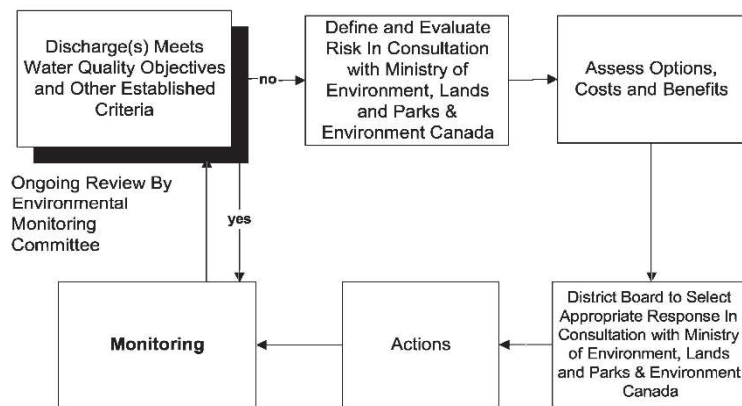 Discharge(s) Meets
Water Quality Objectives
and Other Established
Criteria
no
Define and Evaluate
Risk In Consultation
with Ministry of
Environment, Lands
and Parks &
Environment Canada
Assess Options,
Costs and Benefits
Ongoing Review By
Environmental
Monitoring
Committee
yes
Monitoring
Actions
District Board to Select
Appropriate Response In
Consultation with Ministry
of Environment, Lands
and Parks & Environment
Canada